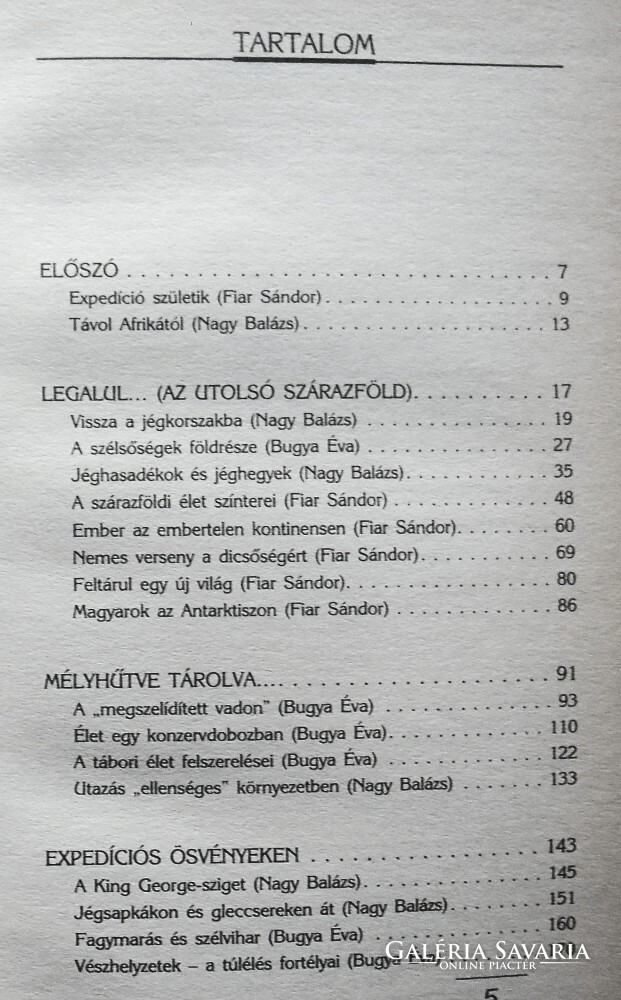 TARTALOM
ELŐSZÓ . . . . . . . . . . . . . . . . . . . . . . . . . . . . . . 7
Expedíció születik (Fiar Sándor) . . . . . . . . . . . . . . . . . 9
Távol Afrikától (Nagy Balázs) . . . . . . . . . . . . . . . . . . 13
LEGALUL... (AZ UTOLSÓ SZÁRAZFÖLD) . . . . . . . . . . 17
Vissza a jégkorszakba (Nagy Balázs) . . . . . . . . . . . . . 19
A szélsőségek földrésze (Bugya Éva) . . . . . . . . . . . . . 27
Jéghasadékok és jéghegyek (Nagy Balázs) . . . . . . . . . . 35
A szárazföldi élet színterei (Fiar Sándor) . . . . . . . . . . . 48
Ember az embertelen kontinensen (Fiar Sándor) . . . . . . . 60
Nemes verseny a dicsőségért (Fiar Sándor) . . . . . . . . . 69
Feltárul egy új világ (Fiar Sándor) . . . . . . . . . . . . . . . 80
Magyarok az Antarktiszon (Fiar Sándor) . . . . . . . . . . . 86
MÉLYHŰTVE TÁROLVA... . . . . . . . . . . . . . . . . . . . . 91
A „megszelídített vadon" (Bugya Éva) . . . . . . . . . . . . 93
Élet egy konzervdobozban (Bugya Éva) . . . . . . . . . . . 110
A tábori élet felszerelései (Bugya Éva) . . . . . . . . . . . 122
Utazás „ellenséges" környezetben (Nagy Balázs) . . . . . . . 133
EXPEDÍCIÓS ÖSVÉNYEKEN . . . . . . . . . . . . . . . . . 143
A King George-sziget (Nagy Balázs) . . . . . . . . . . . . . 145
Jégsapkákon és gleccsereken át (Nagy Balázs) . . . . . . . . 151
Fagymarás és szélvihar (Bugya Éva) . . . . . . . . . . . . . 160
Vészhelyzetek – a túlélés fortélyai (Bugya Éva)
GALÉRIA SAVARIA
ONLINE PIACTÉR
5